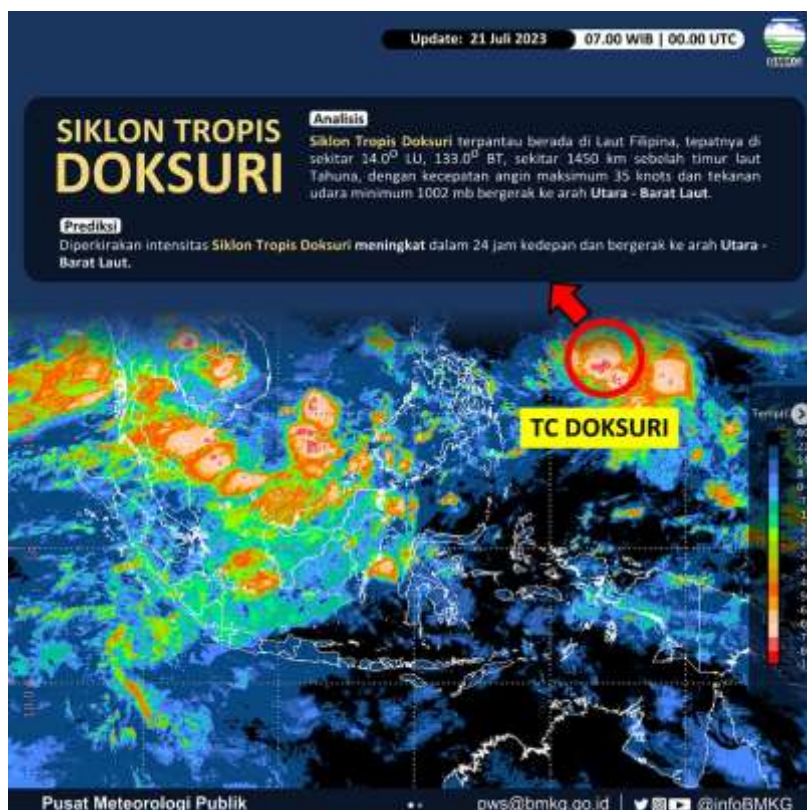 Update: 21 Juli 2023 07.00 WIB | 00.00 UTC
SIKLON TROPIS
DOKSURI
Analisis
Siklon Tropis Doksuri terpantau berada di Laut Filipina, tepatnya di
sekitar 14.0⁰ LU, 133.0⁰ BT, sekitar 1450 km sebelah timur laut
Tahuna, dengan kecepatan angin maksimum 35 knots dan tekanan
udara minimum 1002 mb bergerak ke arah Utara - Barat Laut.
Prediksi
Diperkirakan intensitas Siklon Tropis Doksuri meningkat dalam 24 jam kedepan dan bergerak ke arah Utara -
Barat Laut.
TC DOKSURI
Pusat Meteorologi Publik
pws@bmkg.go.id | @infoBMKG